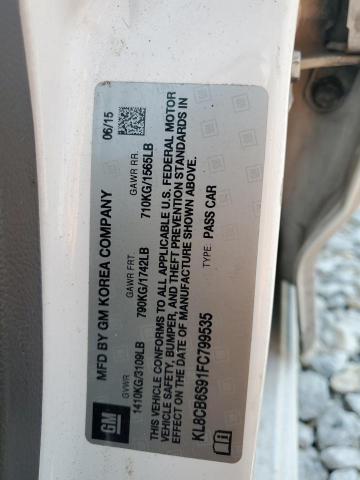 GM
MFD BY GM KOREA COMPANY 06/15
GVWR GAWR FRT. GAWR RR.
1410KG/3109LB 790KG/1742LB 710KG/1565LB
THIS VEHICLE CONFORMS TO ALL APPLICABLE U.S. FEDERAL MOTOR
VEHICLE SAFETY, BUMPER, AND THEFT PREVENTION STANDARDS IN
EFFECT ON THE DATE OF MANUFACTURE SHOWN ABOVE.
KL8CB6S91FC799535 TYPE: PASS CAR